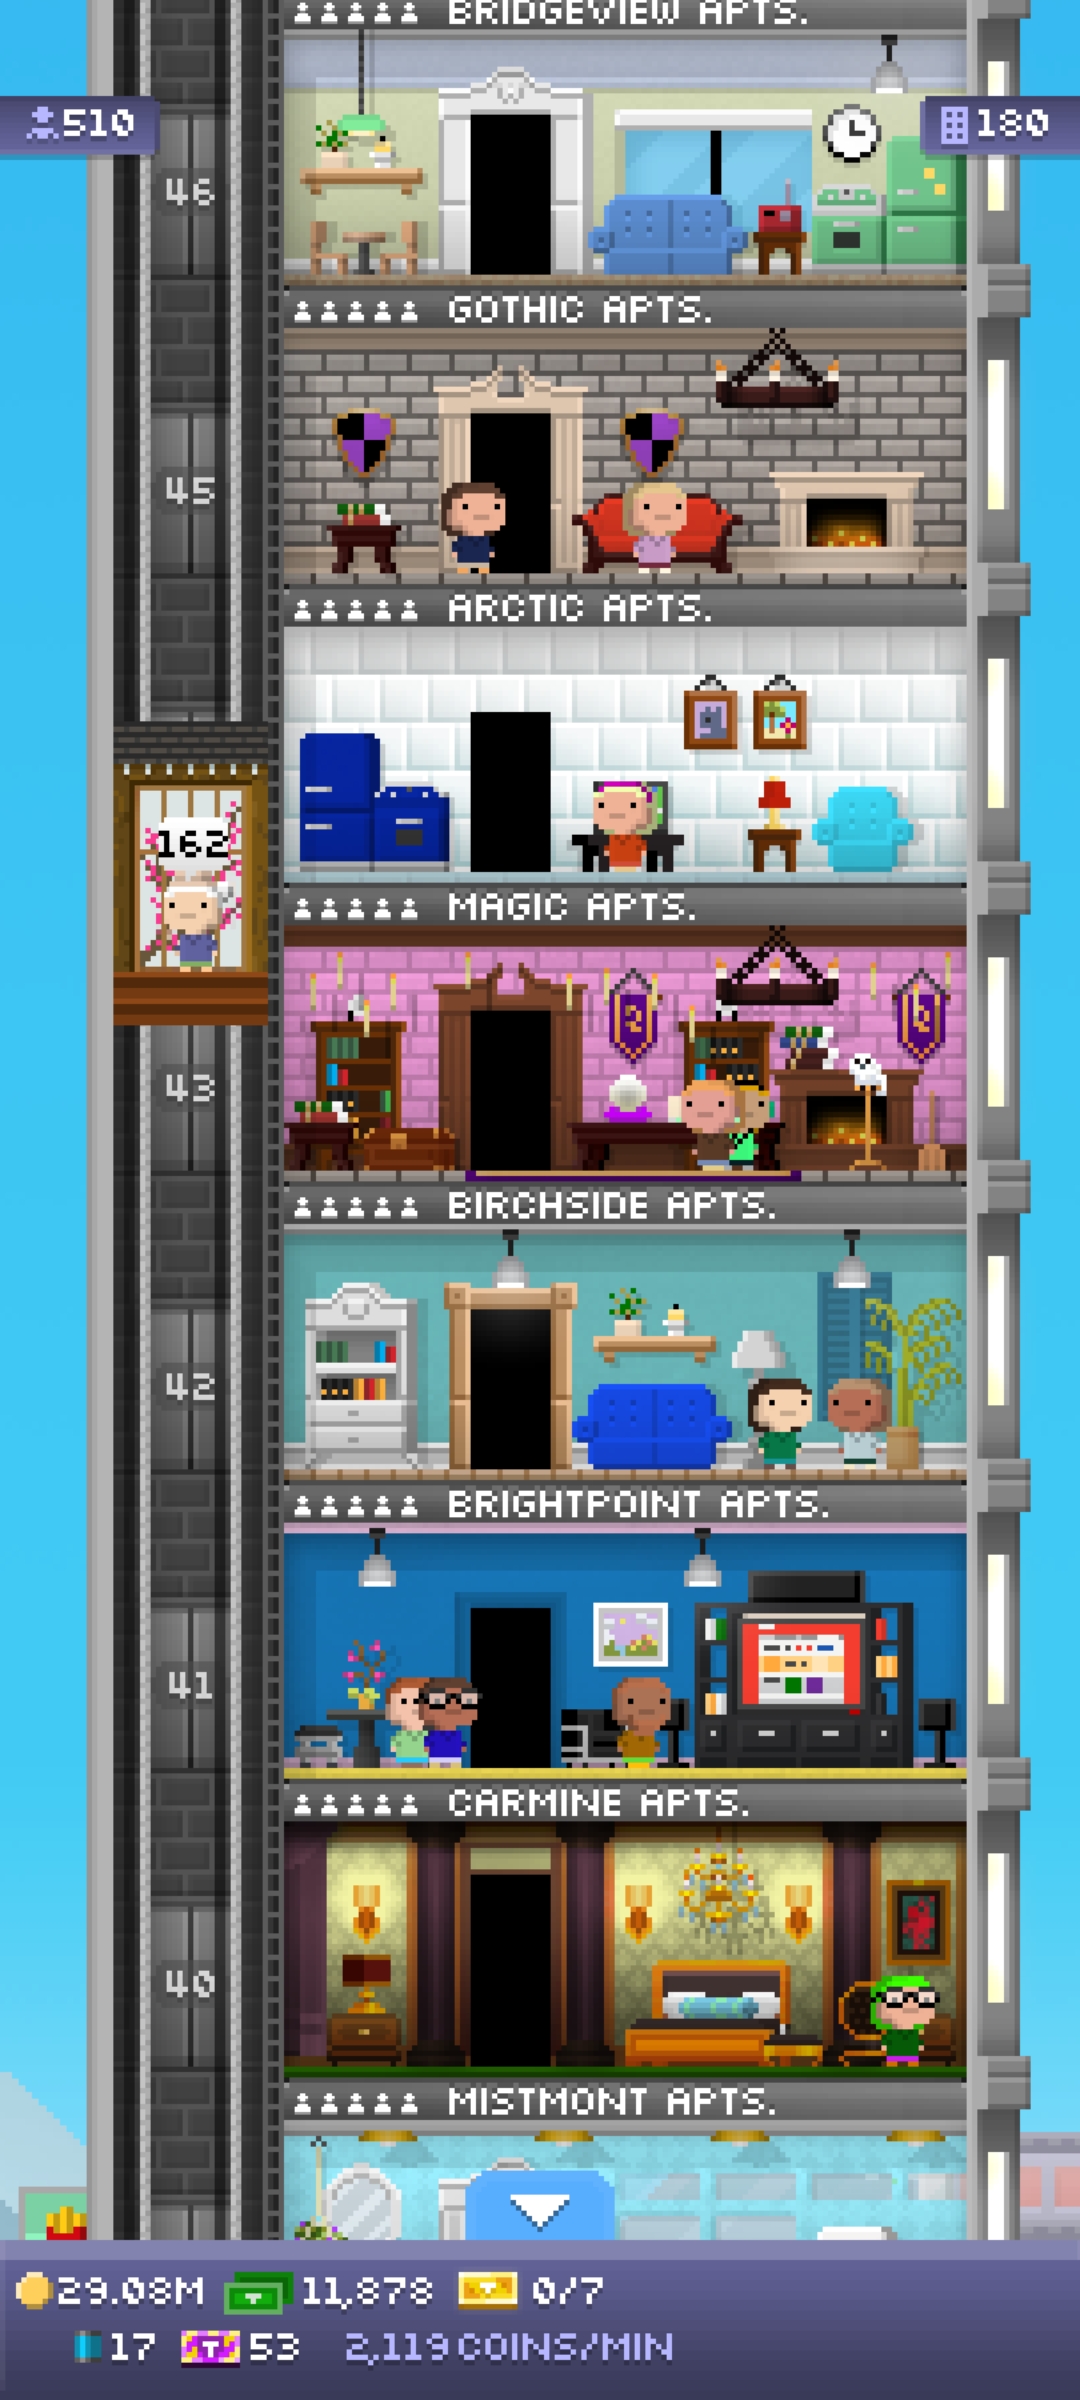 BRIDGEVIEW APTS.
510
180
46
GOTHIC APTS.
45
ARCTIC APTS.
162
MAGIC APTS.
43
BIRCHSIDE APTS.
42
BRIGHTPOINT APTS.
41
CARMINE APTS.
40
MISTMONT APTS.
29.08M 11,878 0/7
17 53 2,119 COINS/MIN